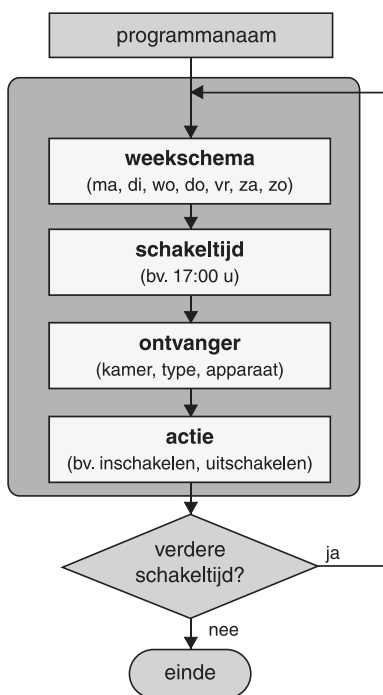 programmanaam
weekschema
(ma, di, wo, do, vr, za, zo)
schakeltijd
(bv. 17:00 u)
ontvanger
(kamer, type, apparaat)
actie
(bv. inschakelen, uitschakelen)
verdere
schakeltijd?
ja
nee
einde